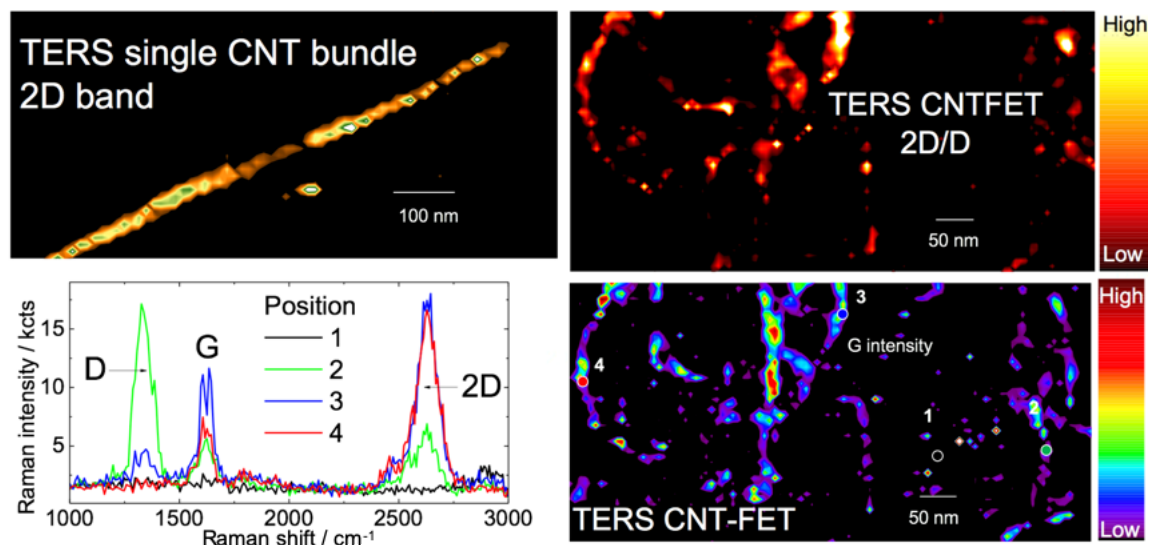 TERS single CNT bundle
2D band
100 nm
TERS CNTFET
2D/D
50 nm
High
Low
Raman intensity / kcts
15
10
5
D
G
2D
Position
1
2
3
4
1000
1500
2000
2500
3000
Raman shift / cm-1
3
G intensity
4
1
2
50 nm
TERS CNT-FET
High
Low